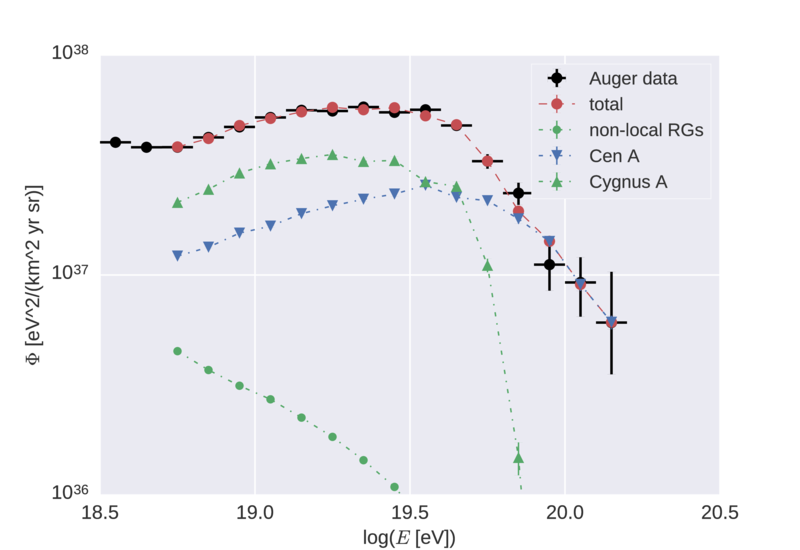 10^38
10^37
10^36
Φ [eV^2/(km^2 yr sr)]
Auger data
total
non-local RGs
Cen A
Cygnus A
18.5 19.0 19.5 20.0 20.5
log(E [eV])